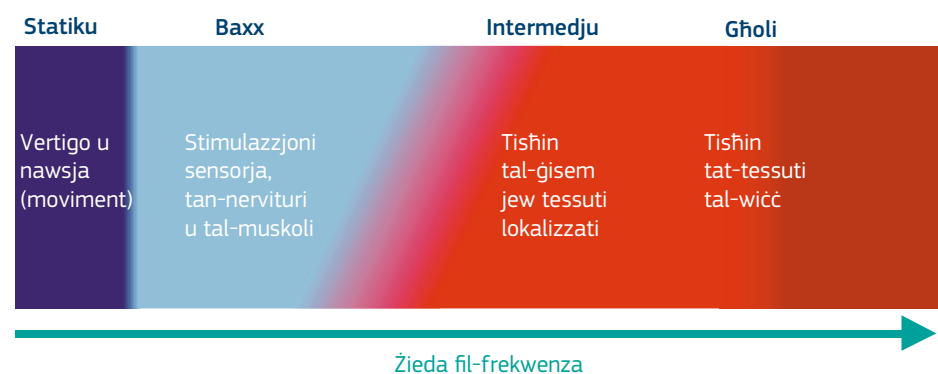 Statiku
Baxx
Intermedju
Għoli
Vertigo u
nawsja
(moviment)
Stimulazzjoni
sensorja,
tan-nervituri
u tal-muskoli
Tisħin
tal-ġisem
jew tessuti
lokalizzati
Tisħin
tat-tessuti
tal-wiċċ
Żieda fil-frekwenza